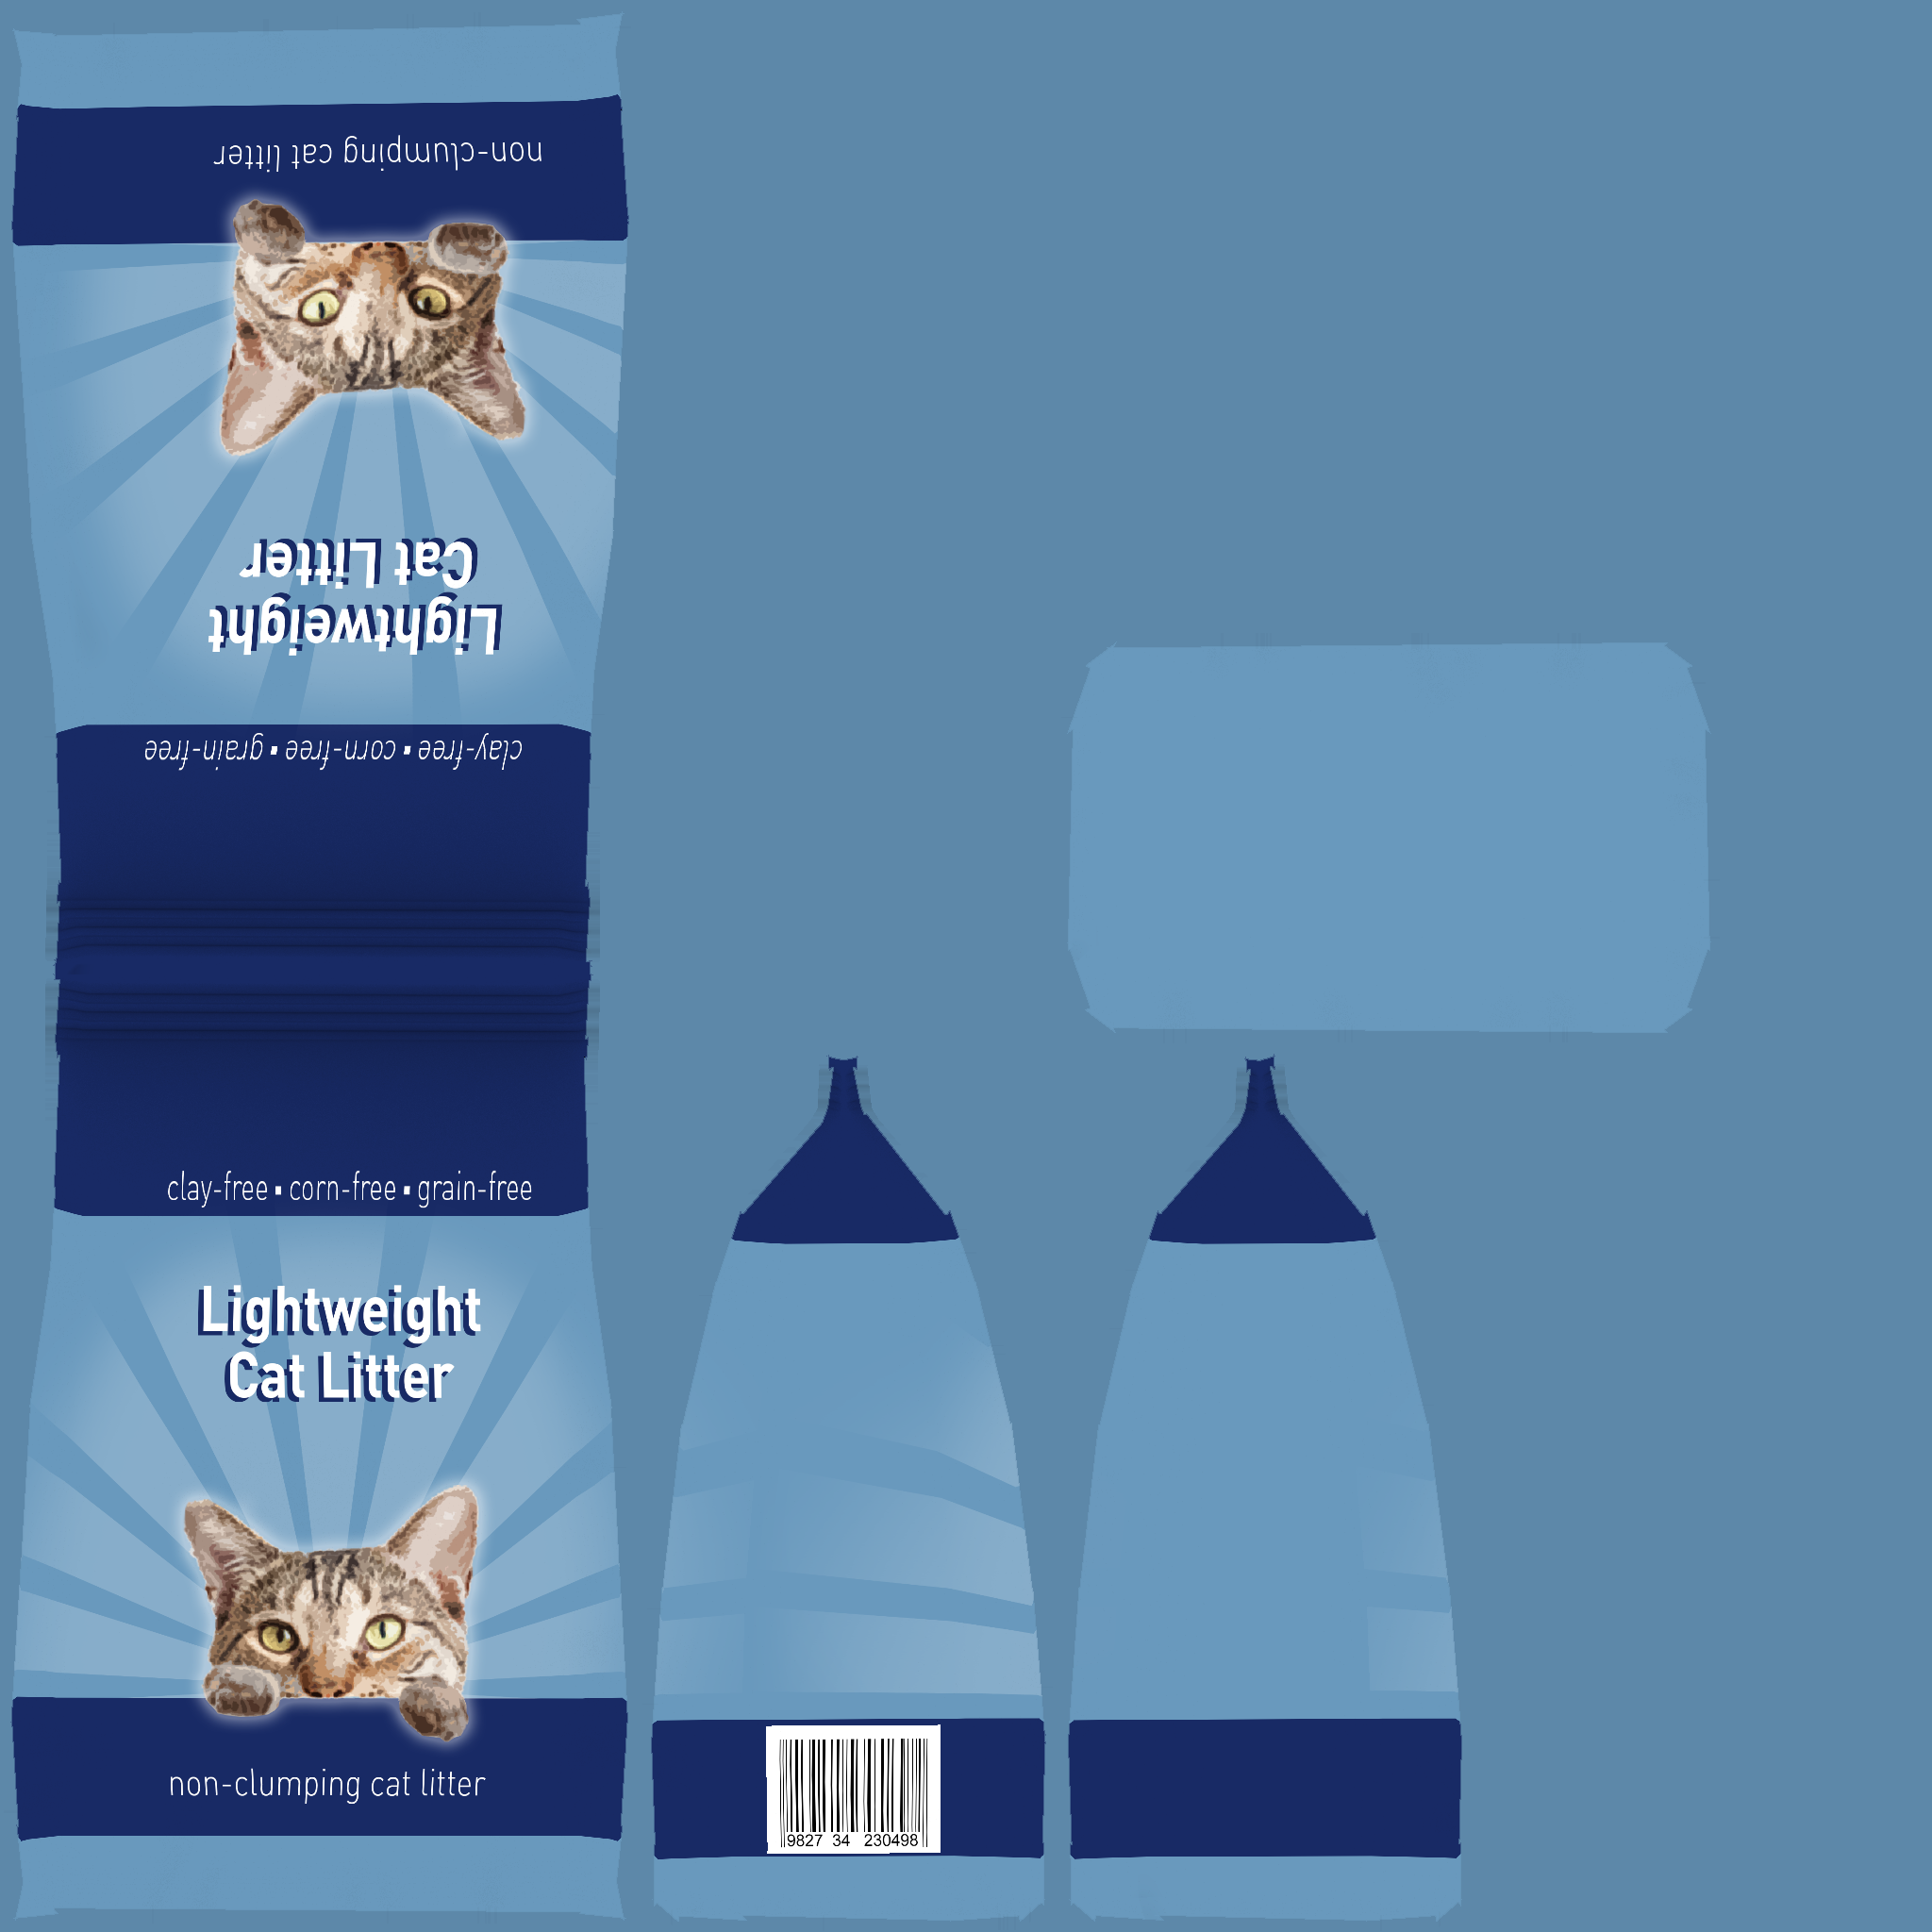 non-clumping cat litter
Lightweight
Cat Litter
clay-free ▪ corn-free ▪ grain-free
clay-free ▪ corn-free ▪ grain-free
Lightweight
Cat Litter
non-clumping cat litter
9827 34 230498